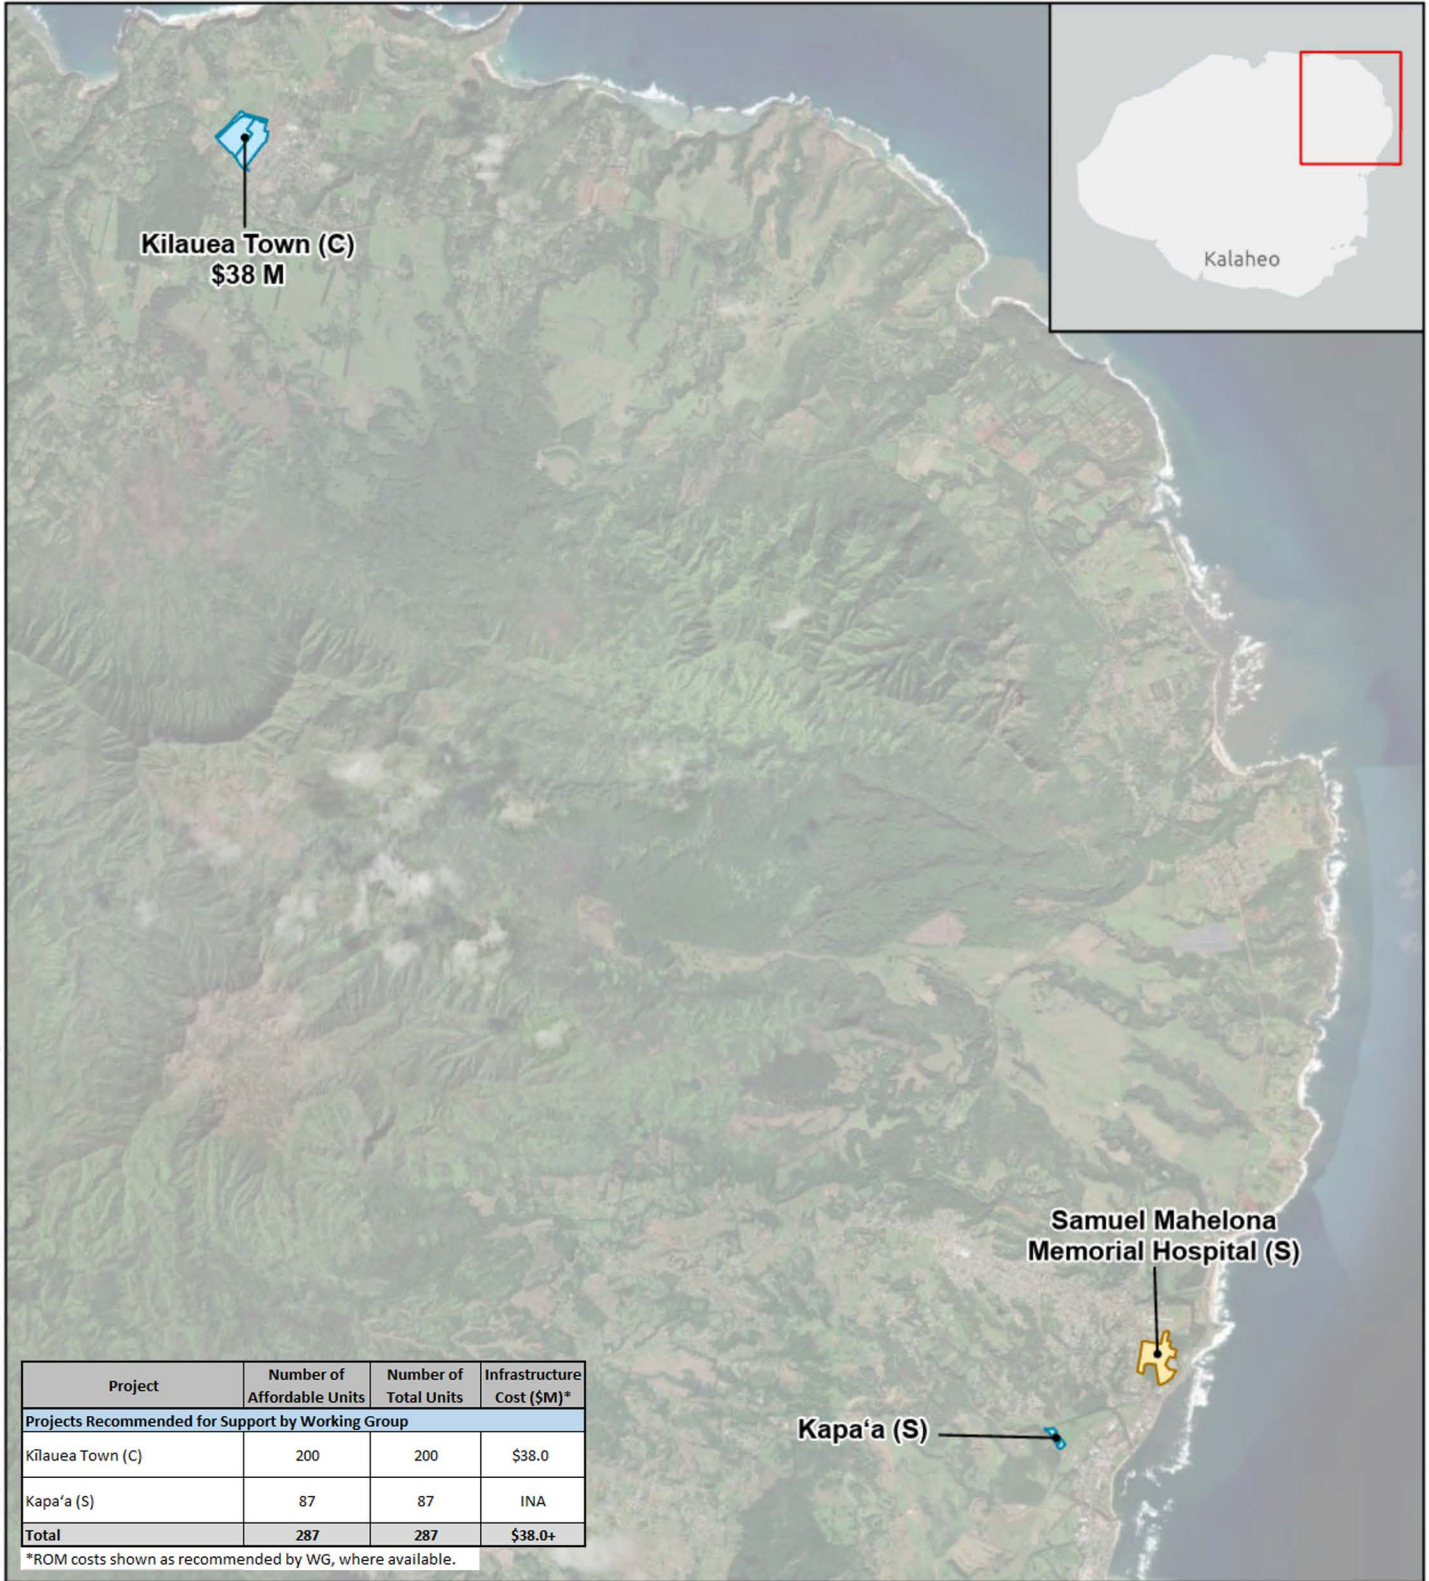 Kalaheo
Kilauea Town (C)
$38 M
Samuel Mahelona
Memorial Hospital (S)
Kapaʻa (S)
Project
Number of
Affordable Units
Number of
Total Units
Infrastructure
Cost ($M)*
Projects Recommended for Support by Working Group
Kīlauea Town (C) 200 200 $38.0
Kapaʻa (S) 87 87 INA
Total 287 287 $38.0+
*ROM costs shown as recommended by WG, where available.